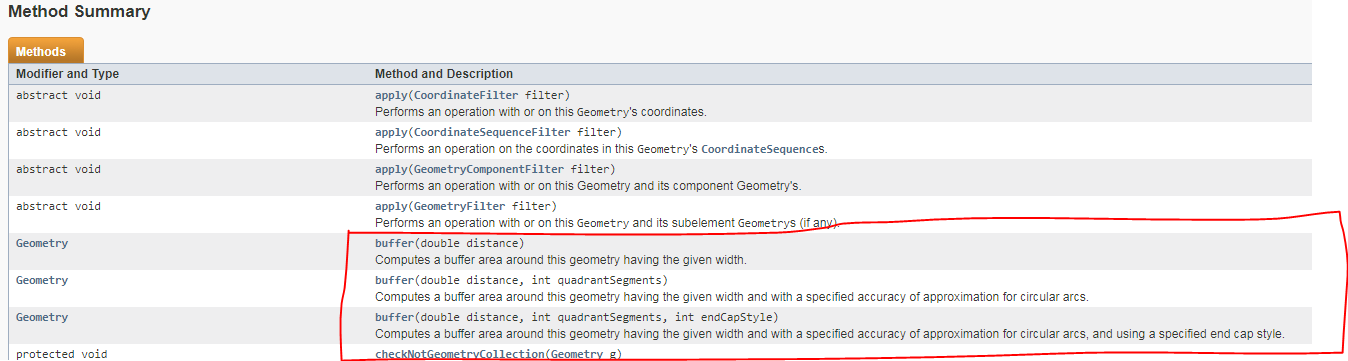 Method Summary
Methods
Modifier and Type Method and Description
abstract void apply(CoordinateFilter filter)
Performs an operation with or on this Geometry's coordinates.
abstract void apply(CoordinateSequenceFilter filter)
Performs an operation on the coordinates in this Geometry's CoordinateSequences.
abstract void apply(GeometryComponentFilter filter)
Performs an operation with or on this Geometry and its component Geometry's.
abstract void apply(GeometryFilter filter)
Performs an operation with or on this Geometry and its subelement Geometrys (if any).
Geometry buffer(double distance)
Computes a buffer area around this geometry having the given width.
Geometry buffer(double distance, int quadrantSegments)
Computes a buffer area around this geometry having the given width and with a specified accuracy of approximation for circular arcs.
Geometry buffer(double distance, int quadrantSegments, int endCapStyle)
Computes a buffer area around this geometry having the given width and with a specified accuracy of approximation for circular arcs, and using a specified end cap style.
protected void checkNotGeometryCollection(Geometry g)